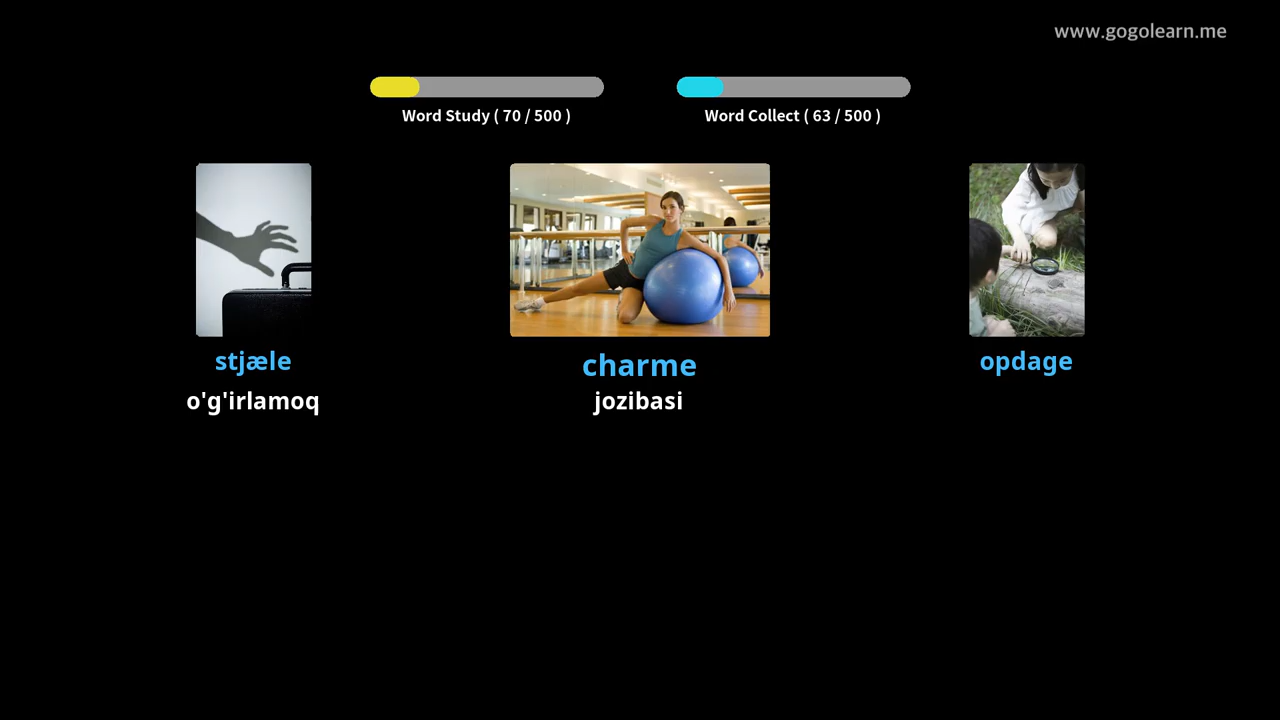 www.gogolearn.me
Word Study ( 70 / 500 )
Word Collect ( 63 / 500 )
stjæle
o'g'irlamoq
charme
jozibasi
opdage